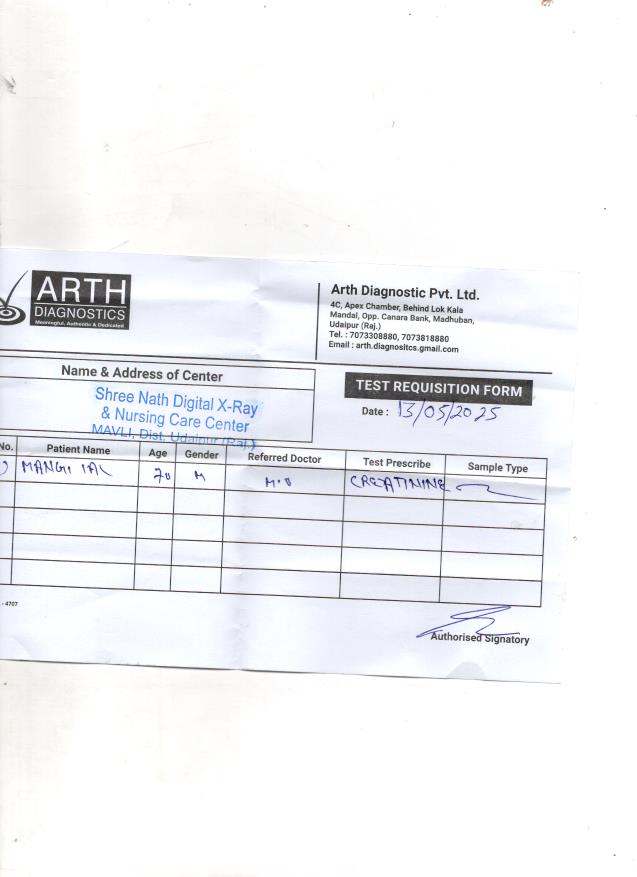 ARTH
DIAGNOSTICS
Meaningful, Authentic & Dedicated
Arth Diagnostic Pvt. Ltd.
4C, Apex Chamber, Behind Lok Kala
Mandal, Opp. Canara Bank, Madhuban,
Udaipur (Raj.)
Tel. : 7073308880, 7073818880
Email : arth.diagnositcs.gmail.com
Name & Address of Center
Shree Nath Digital X-Ray
& Nursing Care Center
MAVLI, Dist. Udaipur (Raj.)
TEST REQUISITION FORM
Date : 13/05/2025
No. Patient Name Age Gender Referred Doctor Test Prescribe Sample Type
MANGI LAL 70 M M.O CREATININE
- 4707
Authorised Signatory